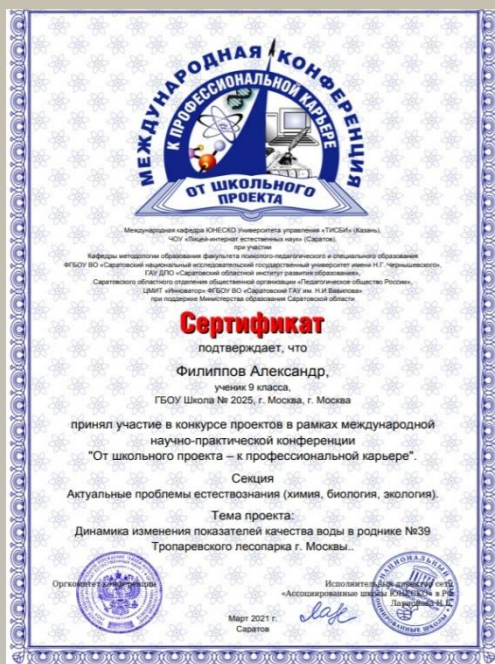 МЕЖДУНАРОДНАЯ КОНФЕРЕНЦИЯ
К ПРОФЕССИОНАЛЬНОЙ КАРЬЕРЕ
ОТ ШКОЛЬНОГО
ПРОЕКТА
Международная кафедра ЮНЕСКО Университета управления «ТИСБИ» (Казань),
ЧОУ «Лицей-интернат естественных наук» (Саратов),
при участии
Кафедры методологии образования факультета психолого-педагогического и специального образования
ФГБОУ ВО «Саратовский национальный исследовательский государственный университет имени Н.Г. Чернышевского»,
ГАУ ДПО «Саратовский областной институт развития образования»,
Саратовского областного отделения общественной организации «Педагогическое общество России»,
ЦМИТ «Инноватор» ФГБОУ ВО «Саратовский ГАУ им. Н.И.Вавилова»
при поддержке Министерства образования Саратовской области
Сертификат
подтверждает, что
Филиппов Александр,
ученик 9 класса,
ГБОУ Школа № 2025, г. Москва, г. Москва
принял участие в конкурсе проектов в рамках международной
научно-практической конференции
"От школьного проекта – к профессиональной карьере".
Секция
Актуальные проблемы естествознания (химия, биология, экология).
Тема проекта:
Динамика изменения показателей качества воды в роднике №39
Тропаревского лесопарка г. Москвы..
Оргкомитет конференции
Исполнительный директор сети
«Ассоциированные школы ЮНЕСКО» в РФ
Март 2021 г.
Саратов